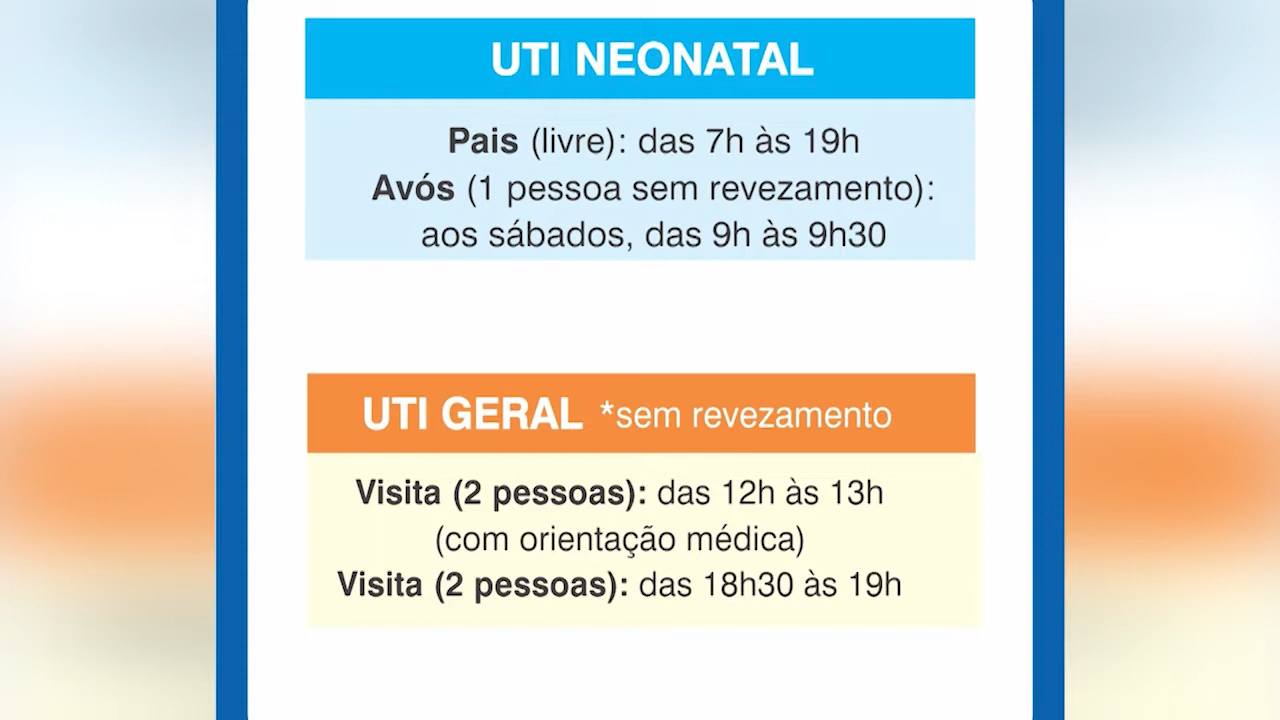 UTI NEONATAL
Pais (livre): das 7h às 19h
Avós (1 pessoa sem revezamento):
aos sábados, das 9h às 9h30
UTI GERAL *sem revezamento
Visita (2 pessoas): das 12h às 13h
(com orientação médica)
Visita (2 pessoas): das 18h30 às 19h